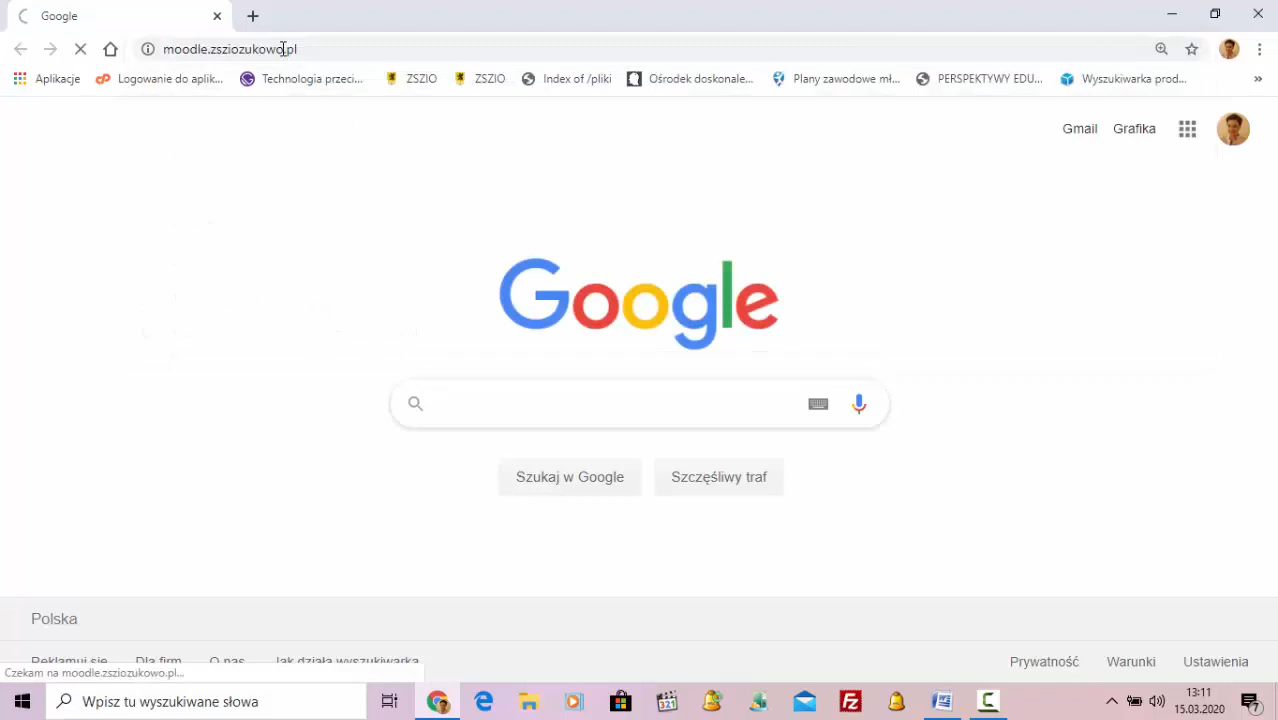 Google
moodle.zsziozukowo.pl
Aplikacje
Logowanie do aplik...
Technologia przeci...
ZSZIO
ZSZIO
Index of /pliki
Ośrodek doskonale...
Plany zawodowe mł...
PERSPEKTYWY EDU...
Wyszukiwarka prod...
»
Gmail
Grafika
Google
Szukaj w Google
Szczęśliwy traf
Polska
Reklamuj się
Dla firm
O nas
Jak działa wyszukiwarka
Prywatność
Warunki
Ustawienia
Czekam na moodle.zsziozukowo.pl...
Wpisz tu wyszukiwane słowa
321
FZ
13:11
15.03.2020
7